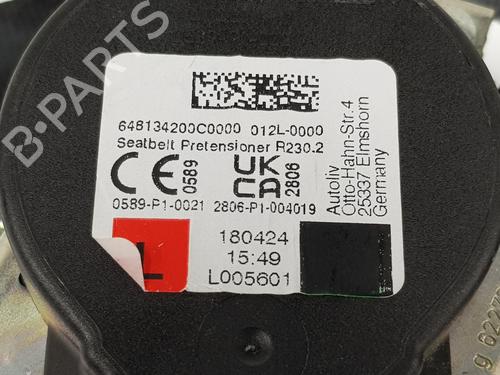 B-PARTS
648134200C0000 012L-0000
Seatbelt Pretensioner R230.2
CE 0589
UK CA 2806
0589-P1-0021 2806-P1-004019
Autoliv
Otto-Hahn-Str.4
25337 Elmshorn
Germany
L
180424
15:49
L005601